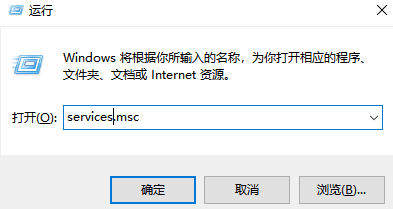 运行
Windows 将根据你所输入的名称，为你打开相应的程序、
文件夹、文档或 Internet 资源。
打开(O): services.msc
确定 取消 浏览(B)...